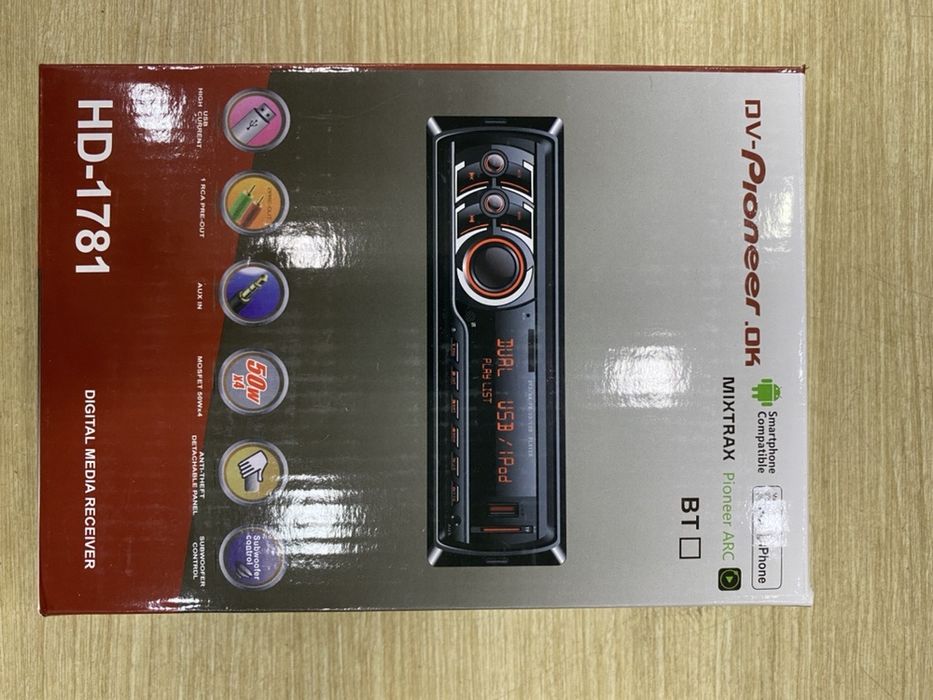 DV-Pioneer.OK
Smartphone
Compatible
iPhone
MIXTRAX Pioneer ARC
BT
DUAL USB / iPod
PLAY LIST
USB
HIGH CURRENT
1 RCA PRE-OUT
AUX IN
50W
X4
MOSFET 50Wx4
ANTI-THEFT
DETACHABLE PANEL
Subwoofer
control
SUBWOOFER
CONTROL
HD-1781
DIGITAL MEDIA RECEIVER